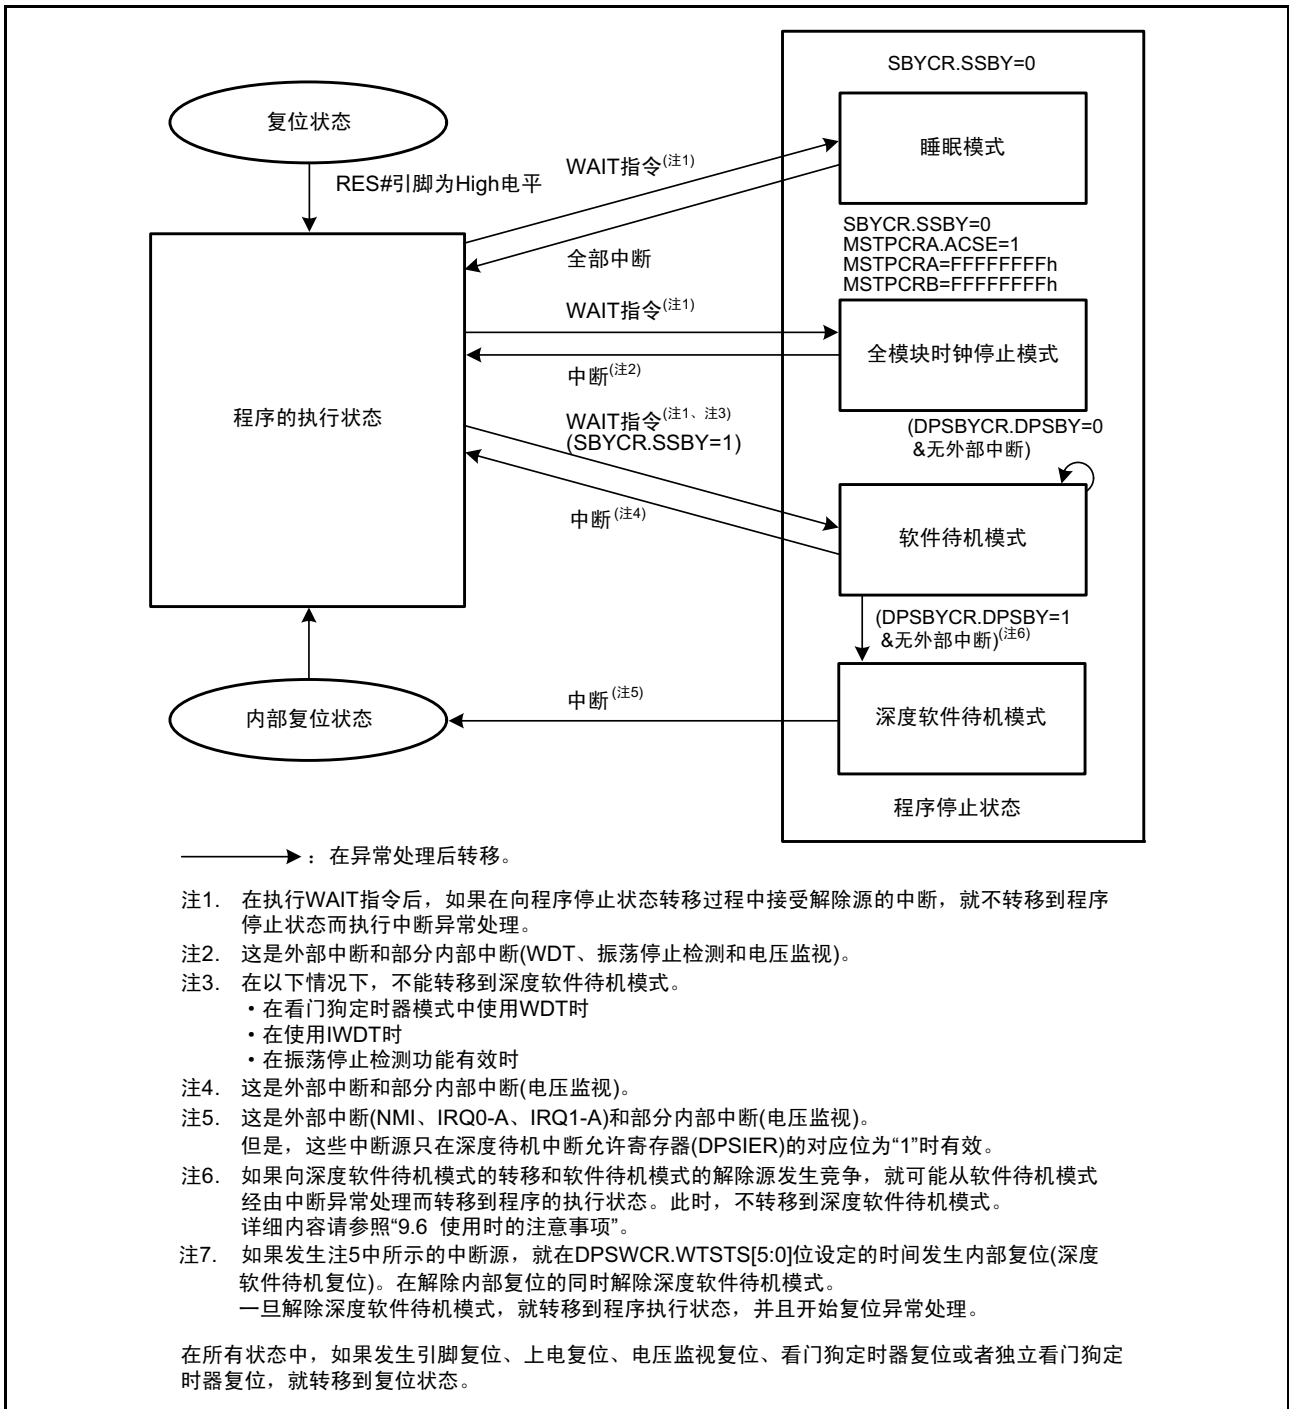 SBYCR.SSBY=0
复位状态
睡眠模式
WAIT指令(注1)
RES#引脚为High电平
SBYCR.SSBY=0
MSTPCRA.ACSE=1
MSTPCRA=FFFFFFFFh
MSTPCRB=FFFFFFFFh
全部中断
WAIT指令(注1)
全模块时钟停止模式
中断(注2)
程序的执行状态
WAIT指令(注1、注3)
(SBYCR.SSBY=1)
(DPSBYCR.DPSBY=0
&无外部中断)
中断(注4)
软件待机模式
(DPSBYCR.DPSBY=1
&无外部中断)(注6)
中断(注5)
内部复位状态
深度软件待机模式
程序停止状态
：在异常处理后转移。
注1. 在执行WAIT指令后，如果在向程序停止状态转移过程中接受解除源的中断，就不转移到程序
停止状态而执行中断异常处理。
注2. 这是外部中断和部分内部中断(WDT、振荡停止检测和电压监视)。
注3. 在以下情况下，不能转移到深度软件待机模式。
・在看门狗定时器模式中使用WDT时
・在使用IWDT时
・在振荡停止检测功能有效时
注4. 这是外部中断和部分内部中断(电压监视)。
注5. 这是外部中断(NMI、IRQ0-A、IRQ1-A)和部分内部中断(电压监视)。
但是，这些中断源只在深度待机中断允许寄存器(DPSIER)的对应位为“1”时有效。
注6. 如果向深度软件待机模式的转移和软件待机模式的解除源发生竞争，就可能从软件待机模式
经由中断异常处理而转移到程序的执行状态。此时，不转移到深度软件待机模式。
详细内容请参照“9.6 使用时的注意事项”。
注7. 如果发生注5中所示的中断源，就在DPSWCR.WTSTS[5:0]位设定的时间发生内部复位(深度
软件待机复位)。在解除内部复位的同时解除深度软件待机模式。
一旦解除深度软件待机模式，就转移到程序执行状态，并且开始复位异常处理。
在所有状态中，如果发生引脚复位、上电复位、电压监视复位、看门狗定时器复位或者独立看门狗定
时器复位，就转移到复位状态。